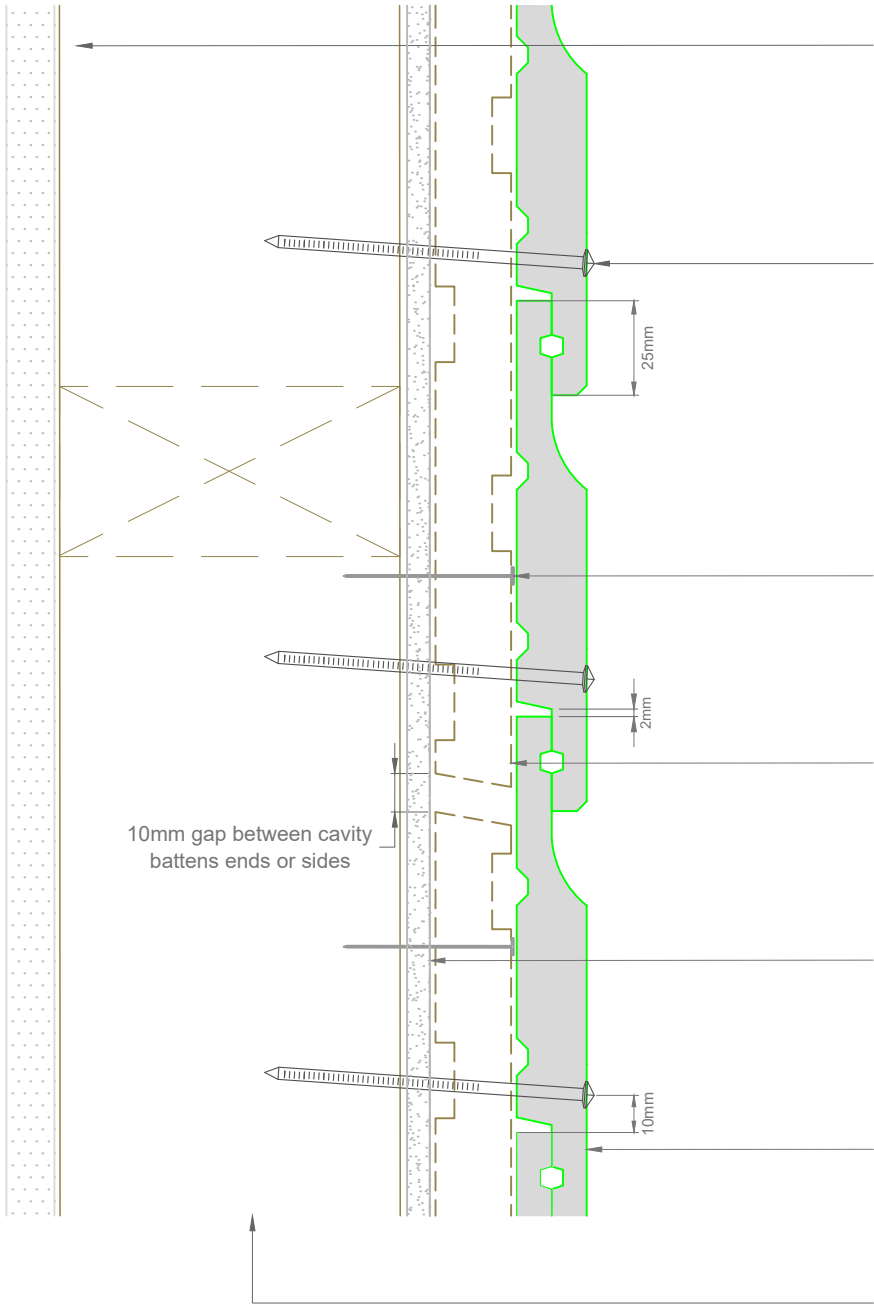 25mm
2mm
10mm gap between cavity
battens ends or sides
10mm